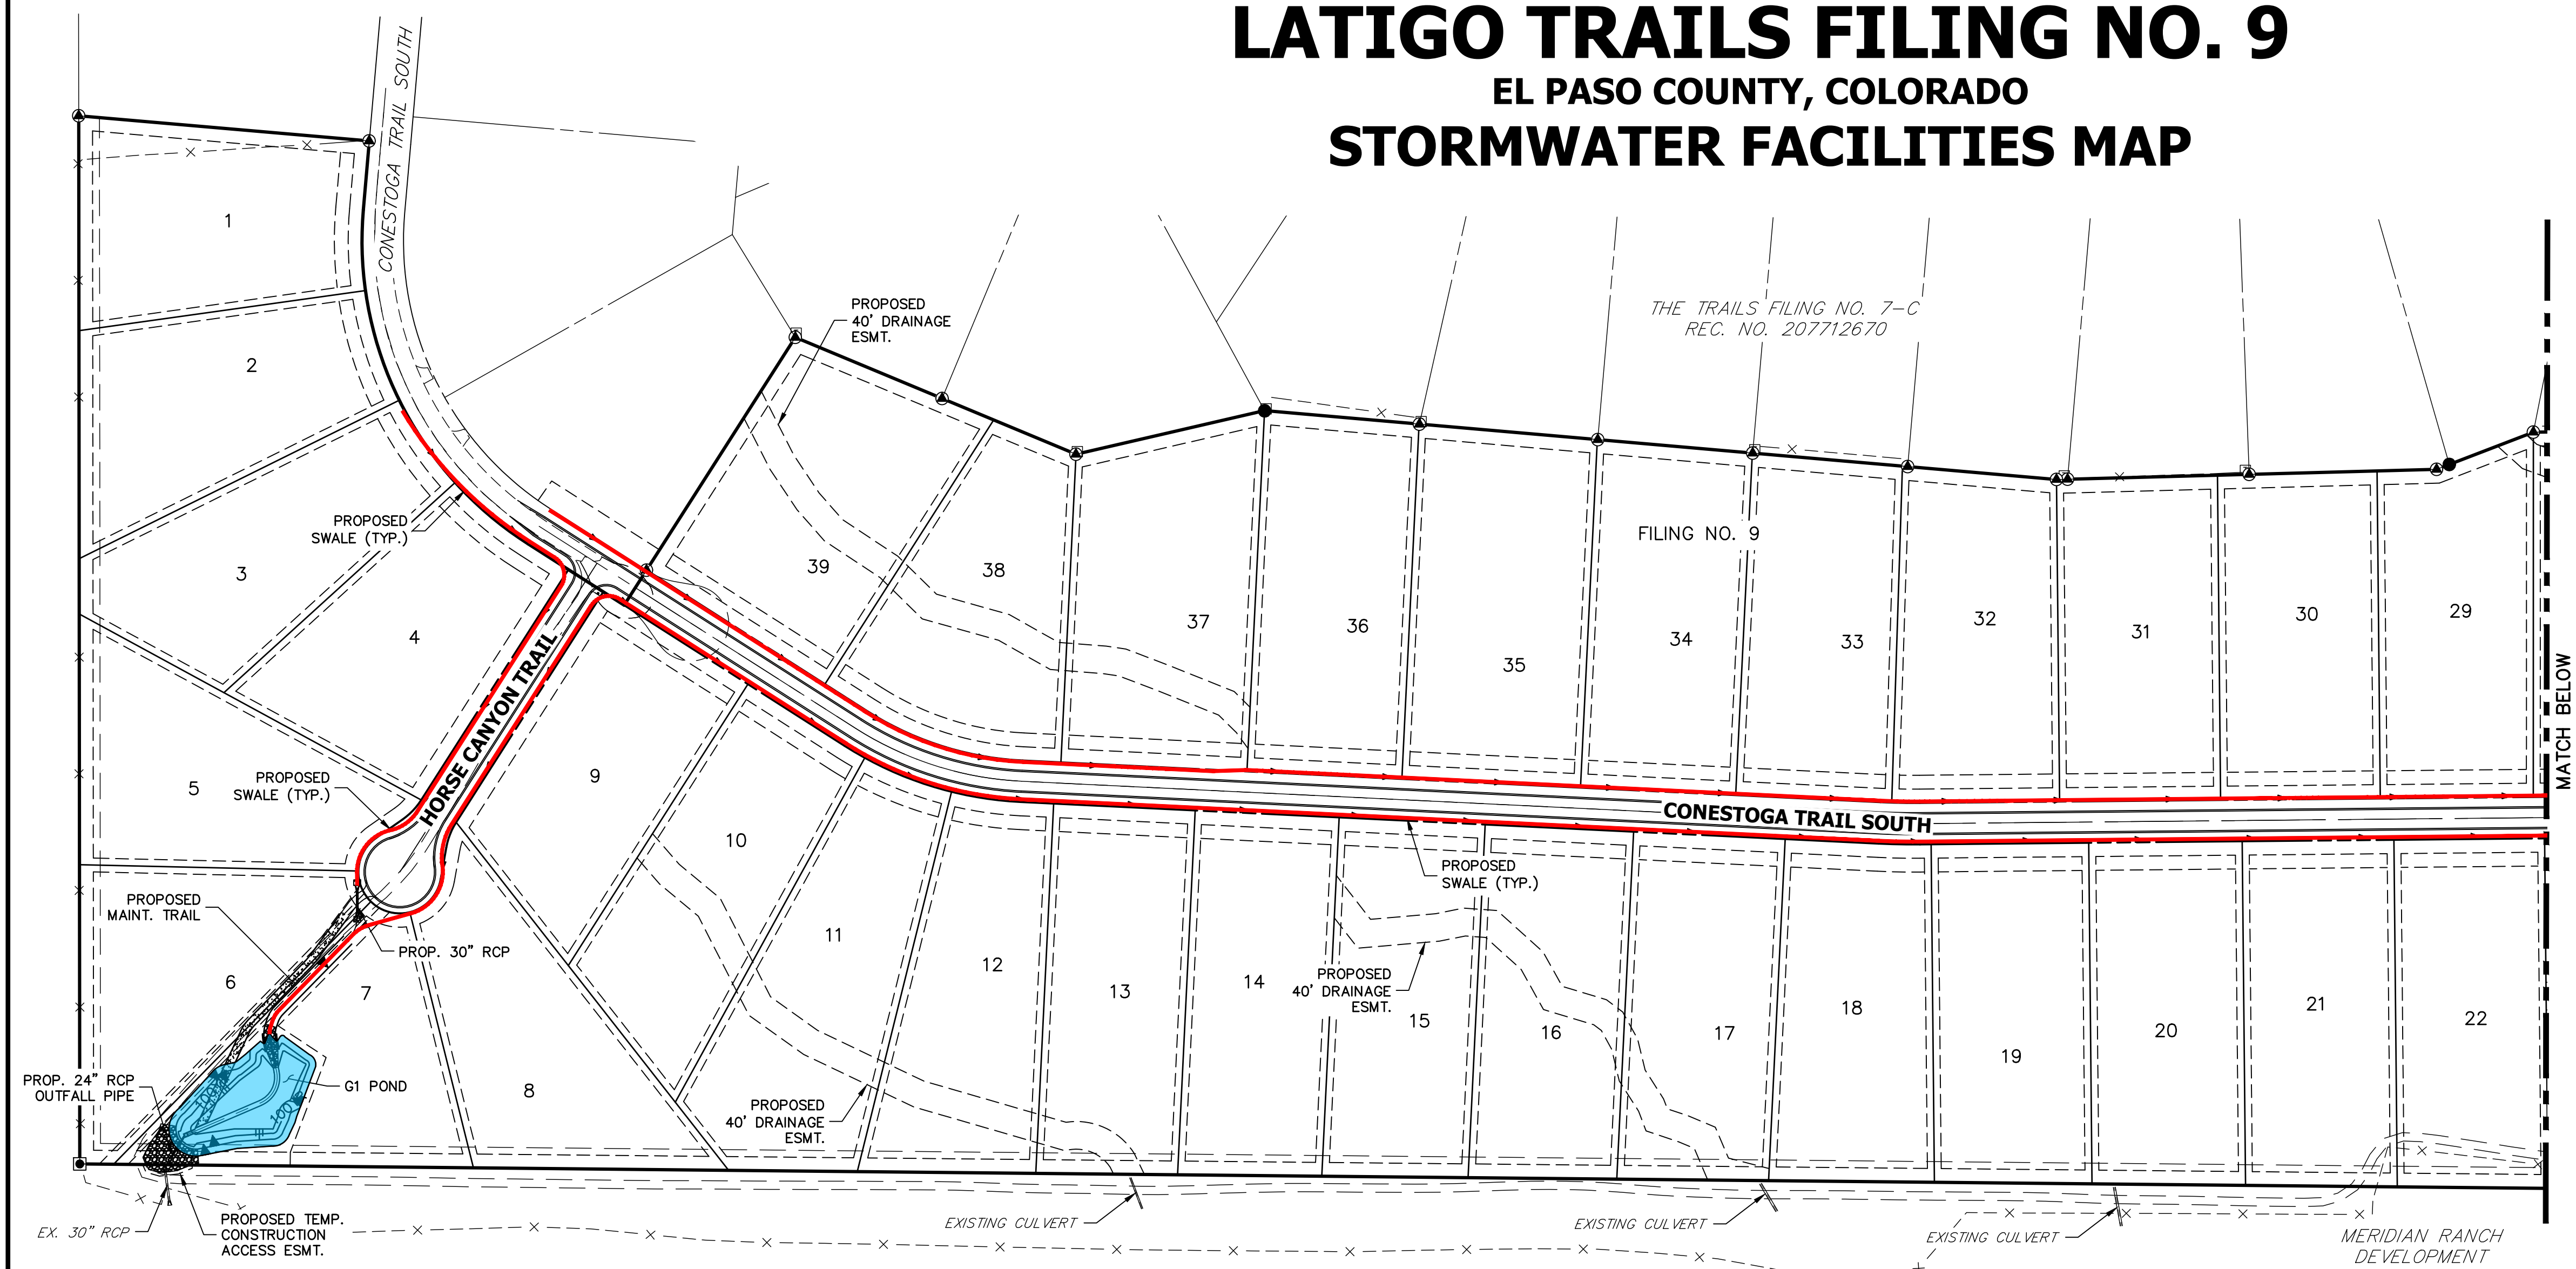 LATIGO TRAILS FILING NO. 9
EL PASO COUNTY, COLORADO
STORMWATER FACILITIES MAP
CONESTOGA TRAIL SOUTH
1
2
3
4
5
6
7
8
9
10
11
12
13
14
15
16
17
18
19
20
21
22
39
38
37
36
35
34
33
32
31
30
29
PROPOSED
40' DRAINAGE
ESMT.
THE TRAILS FILING NO. 7-C
REC. NO. 207712670
FILING NO. 9
PROPOSED
SWALE (TYP.)
HORSE CANYON TRAIL
PROPOSED
SWALE (TYP.)
CONESTOGA TRAIL SOUTH
PROPOSED
SWALE (TYP.)
MATCH BELOW
PROPOSED
MAINT. TRAIL
PROP. 30" RCP
PROP. 24" RCP
OUTFALL PIPE
G1 POND
PROPOSED
40' DRAINAGE
ESMT.
PROPOSED
40' DRAINAGE
ESMT.
EX. 30" RCP
PROPOSED TEMP.
CONSTRUCTION
ACCESS ESMT.
EXISTING CULVERT
EXISTING CULVERT
EXISTING CULVERT
MERIDIAN RANCH
DEVELOPMENT